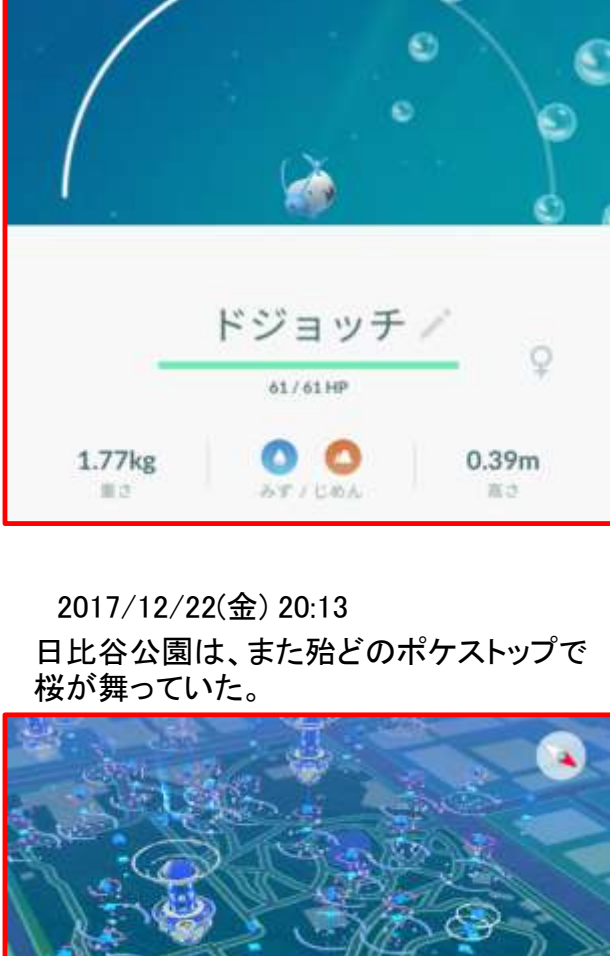 ドジョッチ
61 / 61 HP
1.77kg
重さ
みず / じめん
0.39m
高さ
2017/12/22(金) 20:13
日比谷公園は、また殆どのポケストップで
桜が舞っていた。